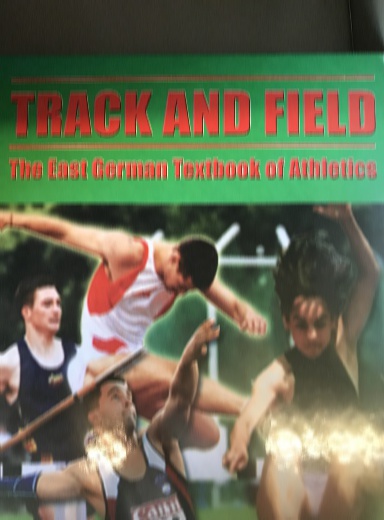 TRACK AND FIELD
The East German Textbook of Athletics